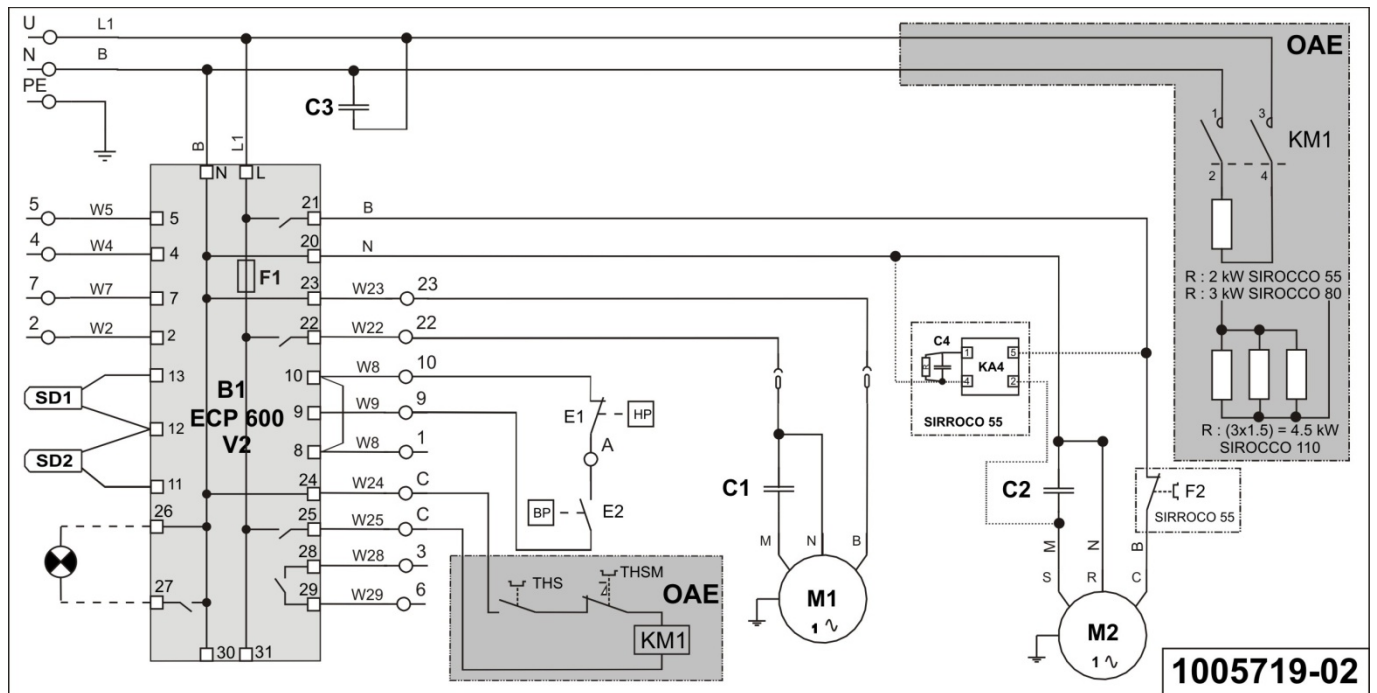 U L1
N B
PE
OAE
C3
1 3
KM1
2 4
B L1
N L
5 W5 5
4 W4 4
7 W7 7
2 W2 2
13
12
11
SD1
SD2
26
27
B1
ECP 600
V2
F1
30 31
21 B
20 N
23 W23 23
22 W22 22
10 W8 10
9 W9 9
8 W8 1
24 W24 C
25 W25 C
28 W28 3
29 W29 6
E1 HP
A
BP E2
THS THSM
OAE
KM1
C1
M N B
M1
1 ∿
C4
R
1 5
KA4
4 2
SIRROCO 55
C2
F2
SIRROCO 55
M N B
S R C
M2
1 ∿
R : 2 kW SIROCCO 55
R : 3 kW SIROCCO 80
R : (3x1.5) = 4.5 kW
SIROCCO 110
1005719-02